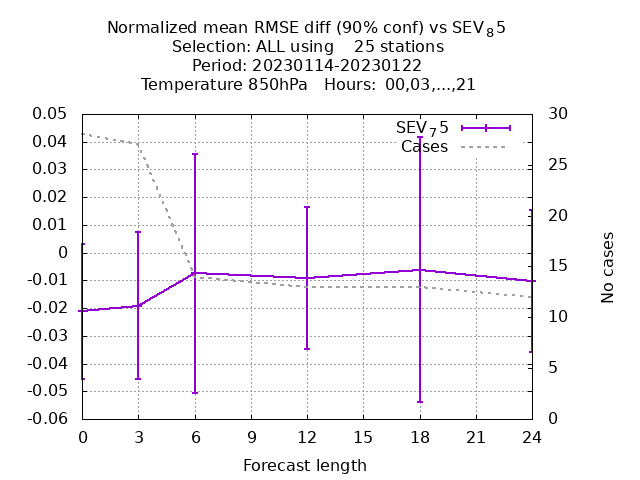 Normalized mean RMSE diff (90% conf) vs SEV₈5
Selection: ALL using 25 stations
Period: 20230114-20230122
Temperature 850hPa Hours: 00,03,...,21
SEV₇5
Cases
0.05
0.04
0.03
0.02
0.01
0
-0.01
-0.02
-0.03
-0.04
-0.05
-0.06
30
25
20
15
10
5
0
No cases
0 3 6 9 12 15 18 21 24
Forecast length